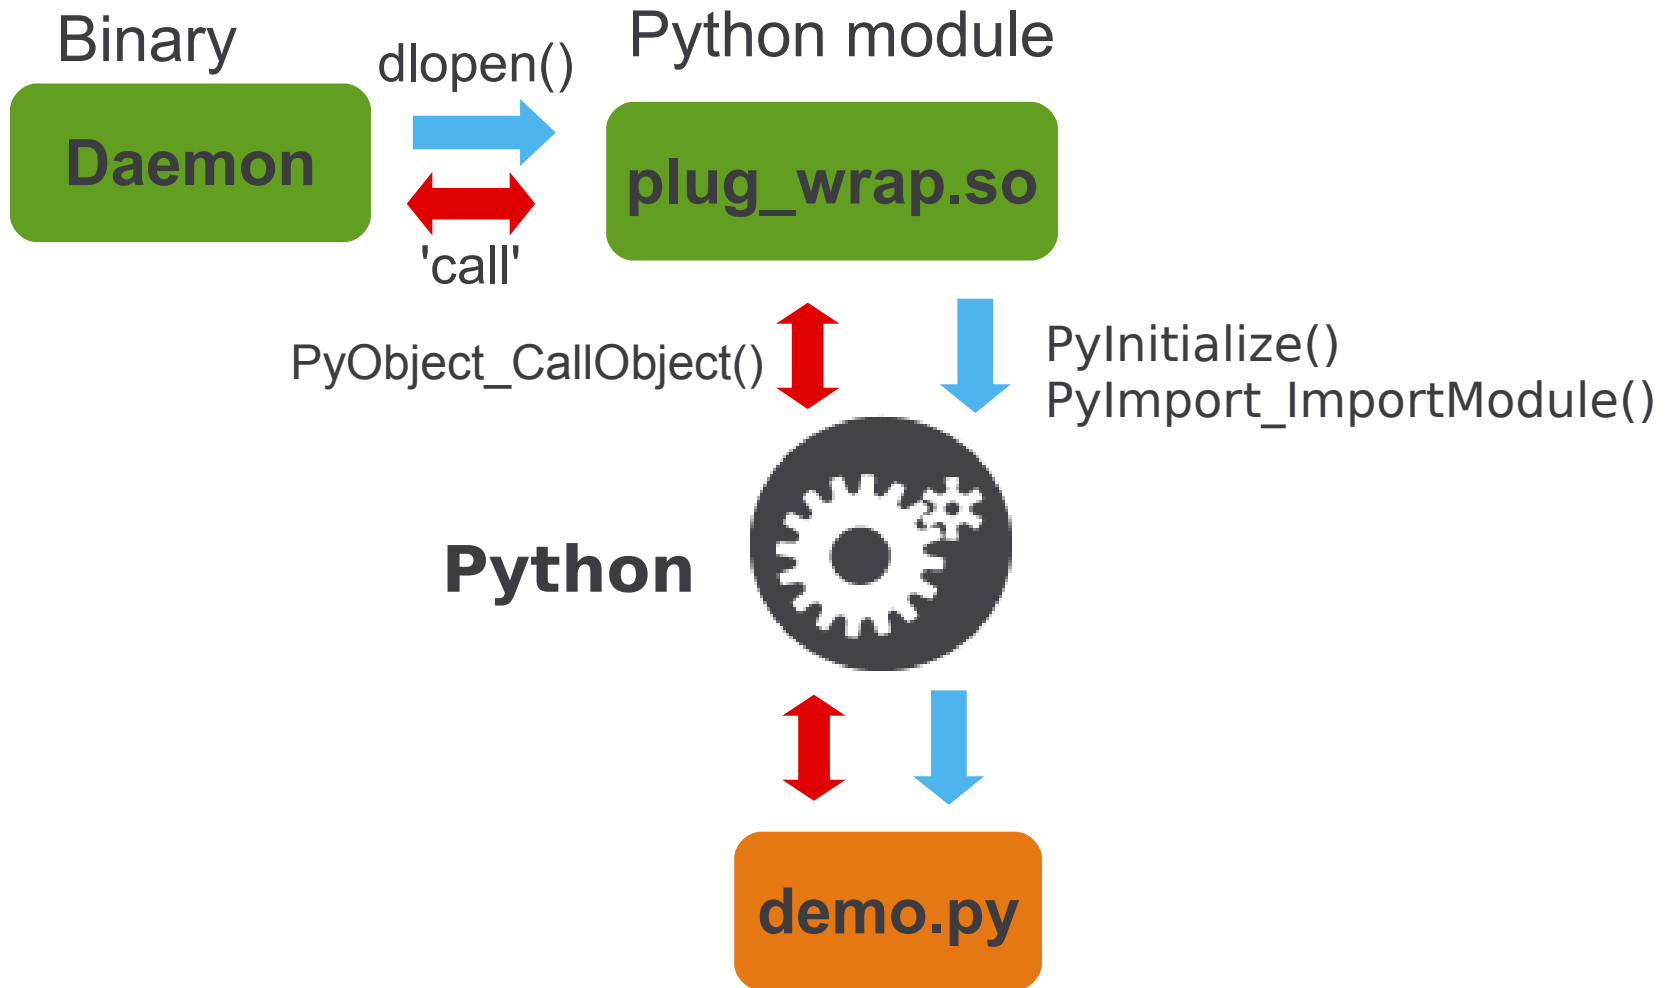 Binary
dlopen()
Python module
Daemon
plug_wrap.so
'call'
PyObject_CallObject()
PyInitialize()
PyImport_ImportModule()
Python
demo.py